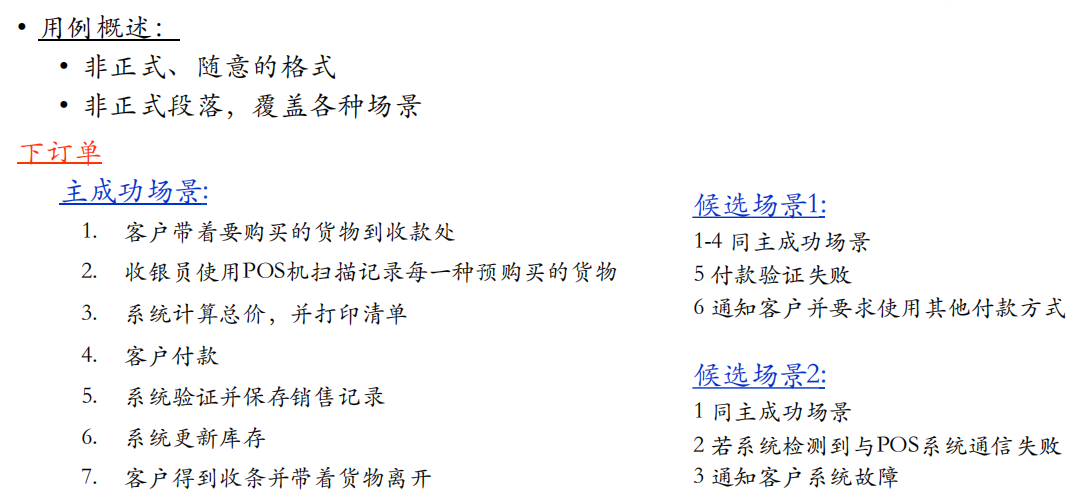 • 用例概述：
• 非正式、随意的格式
• 非正式段落，覆盖各种场景
下订单
主成功场景:
1. 客户带着要购买的货物到收款处
2. 收银员使用POS机扫描记录每一种预购买的货物
3. 系统计算总价，并打印清单
4. 客户付款
5. 系统验证并保存销售记录
6. 系统更新库存
7. 客户得到收条并带着货物离开
候选场景1:
1-4 同主成功场景
5 付款验证失败
6 通知客户并要求使用其他付款方式
候选场景2:
1 同主成功场景
2 若系统检测到与POS系统通信失败
3 通知客户系统故障